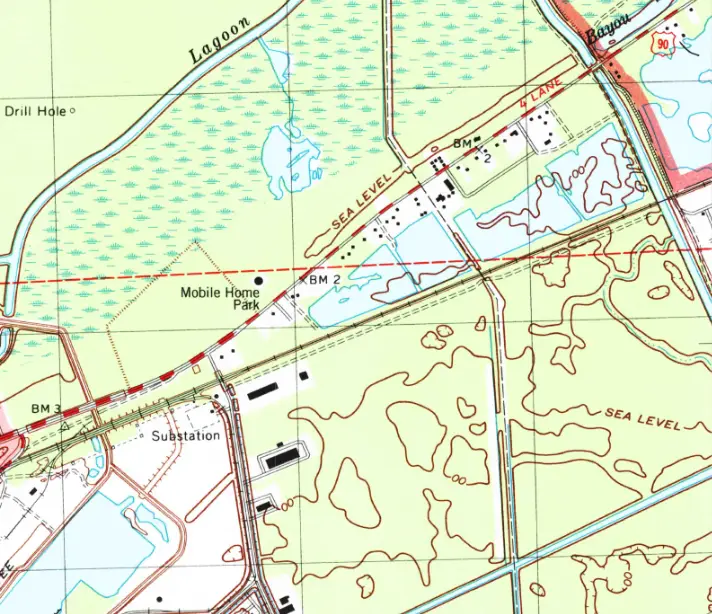 Lagoon
Bayou
90
4 LANE
Drill Hole
BM
2
SEA LEVEL
BM 2
Mobile Home
Park
BM 3
SEA LEVEL
Substation